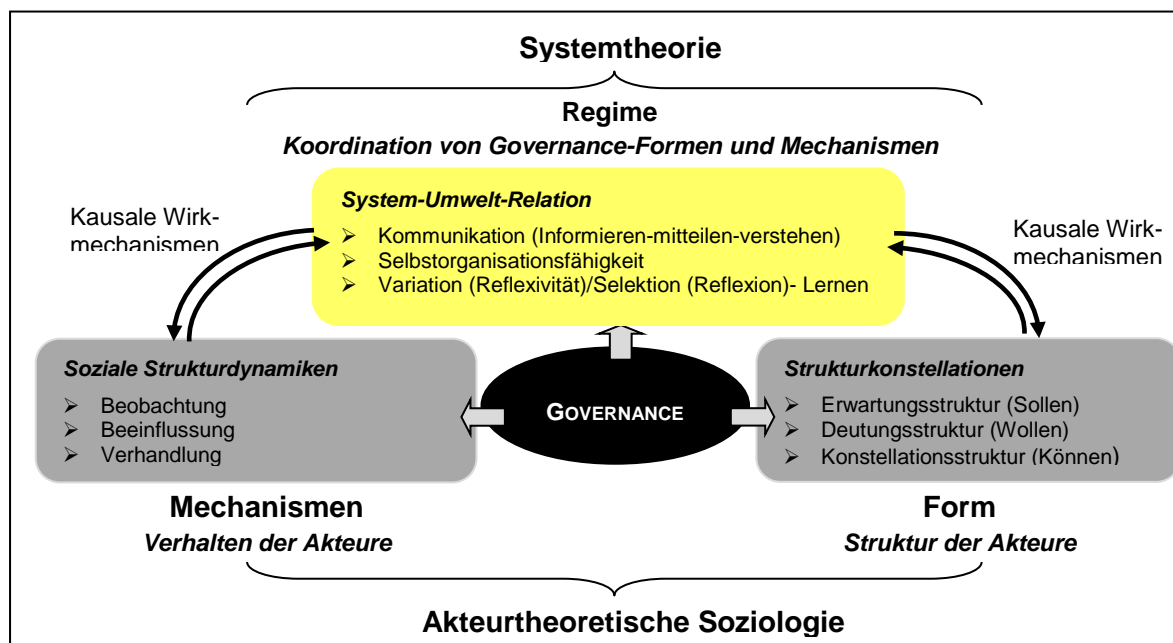 Systemtheorie
Regime
Koordination von Governance-Formen und Mechanismen
System-Umwelt-Relation
➢ Kommunikation (Informieren-mitteilen-verstehen)
➢ Selbstorganisationsfähigkeit
➢ Variation (Reflexivität)/Selektion (Reflexion)- Lernen
Kausale Wirk-
mechanismen
Kausale Wirk-
mechanismen
Soziale Strukturdynamiken
➢ Beobachtung
➢ Beeinflussung
➢ Verhandlung
GOVERNANCE
Strukturkonstellationen
➢ Erwartungsstruktur (Sollen)
➢ Deutungsstruktur (Wollen)
➢ Konstellationsstruktur (Können)
Mechanismen
Verhalten der Akteure
Form
Struktur der Akteure
Akteurtheoretische Soziologie